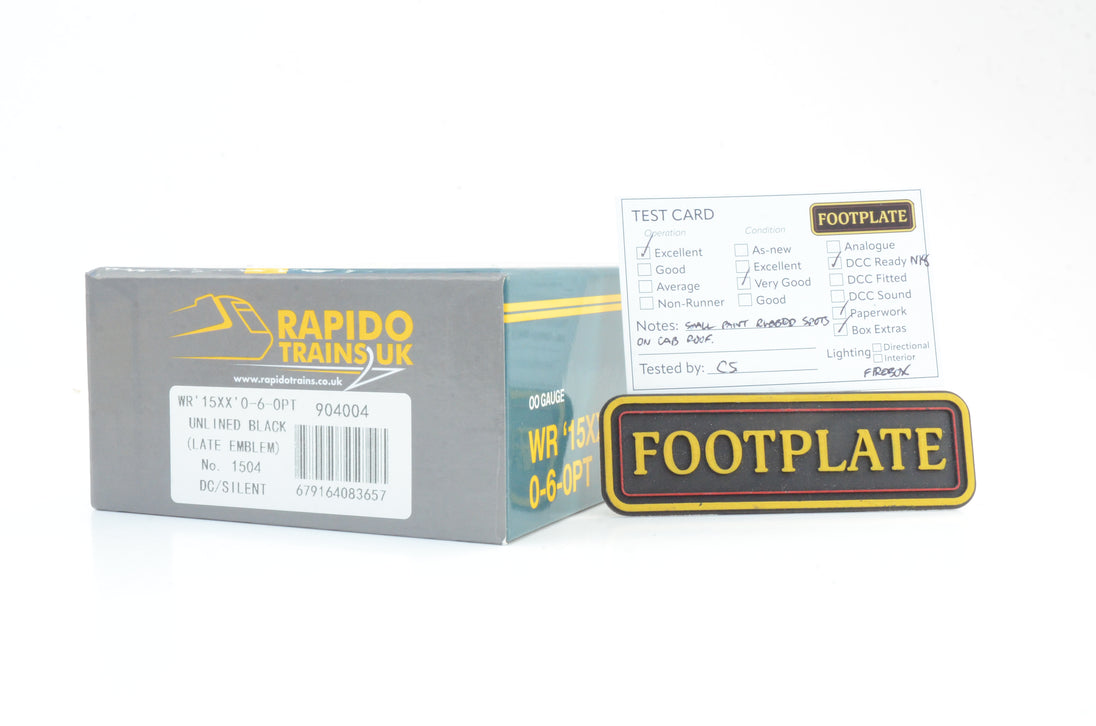 RAPIDO
TRAINS UK
www.rapidotrains.co.uk
WR'15XX'0-6-0PT 904004
UNLINED BLACK
(LATE EMBLEM)
No. 1504
DC/SILENT
679164083657
OO GAUGE
WR '15X
0-6-0PT
TEST CARD
FOOTPLATE
Operation
Excellent
Good
Average
Non-Runner
Condition
As-new
Excellent
Very Good
Good
Analogue
DCC Ready
DCC Fitted
DCC Sound
Paperwork
Box Extras
Notes: SMALL PAINT RUBBED SPOTS
ON CAB ROOF.
Tested by: CS
Lighting
Directional
Interior
FIREBOX
FOOTPLATE